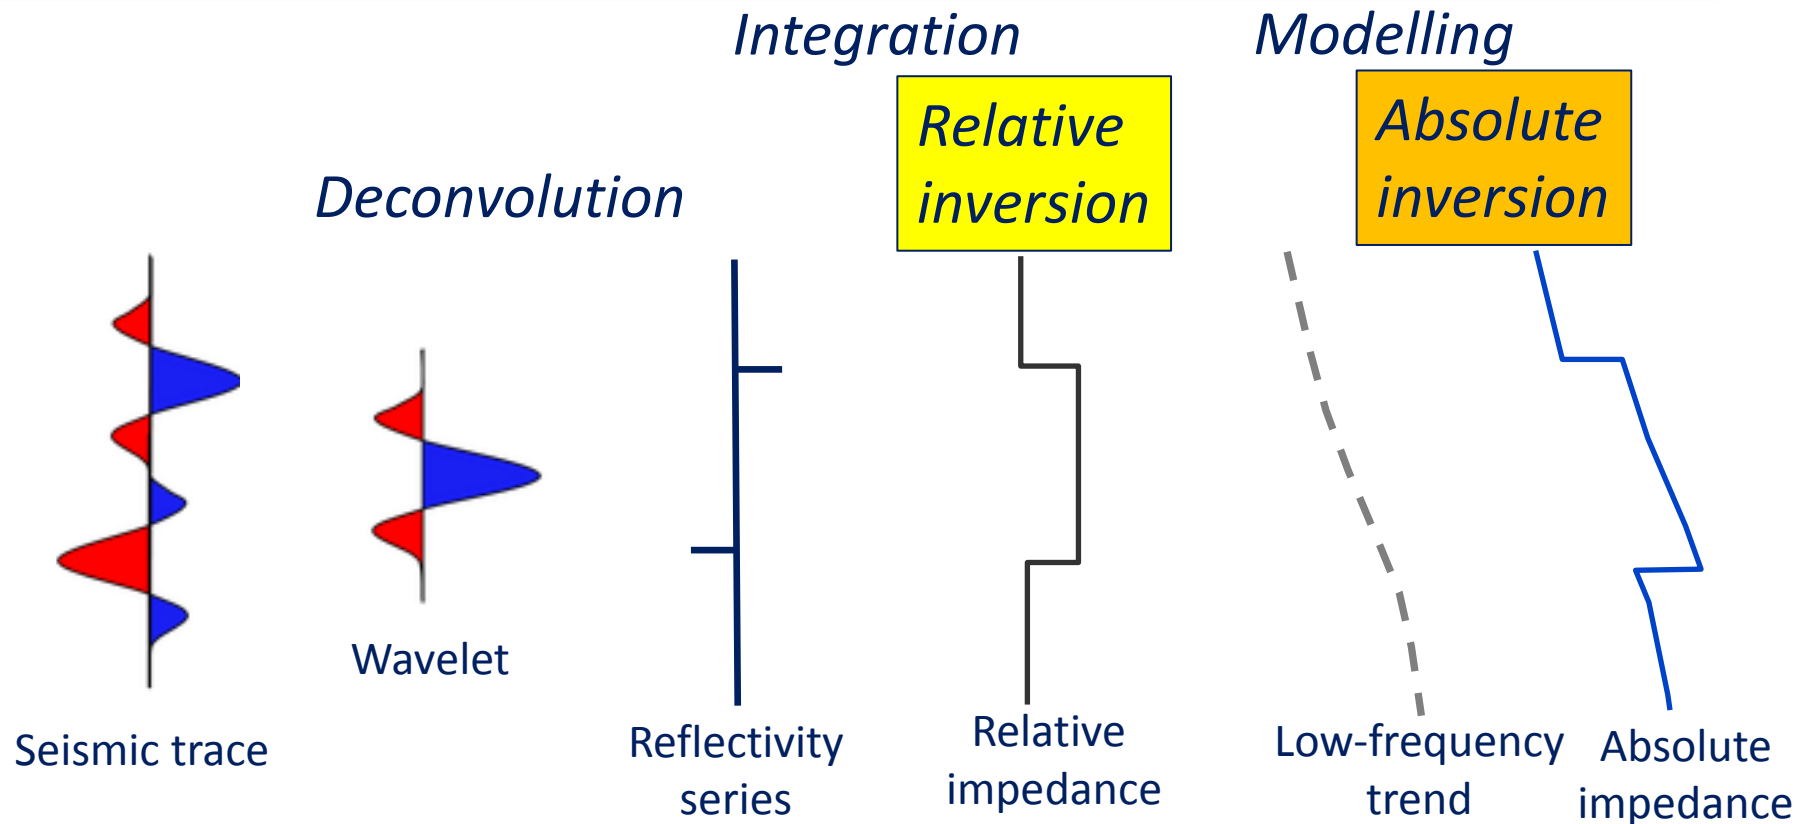 Integration
Modelling
Relative
inversion
Absolute
inversion
Deconvolution
Wavelet
Seismic trace
Reflectivity
series
Relative
impedance
Low-frequency
trend
Absolute
impedance